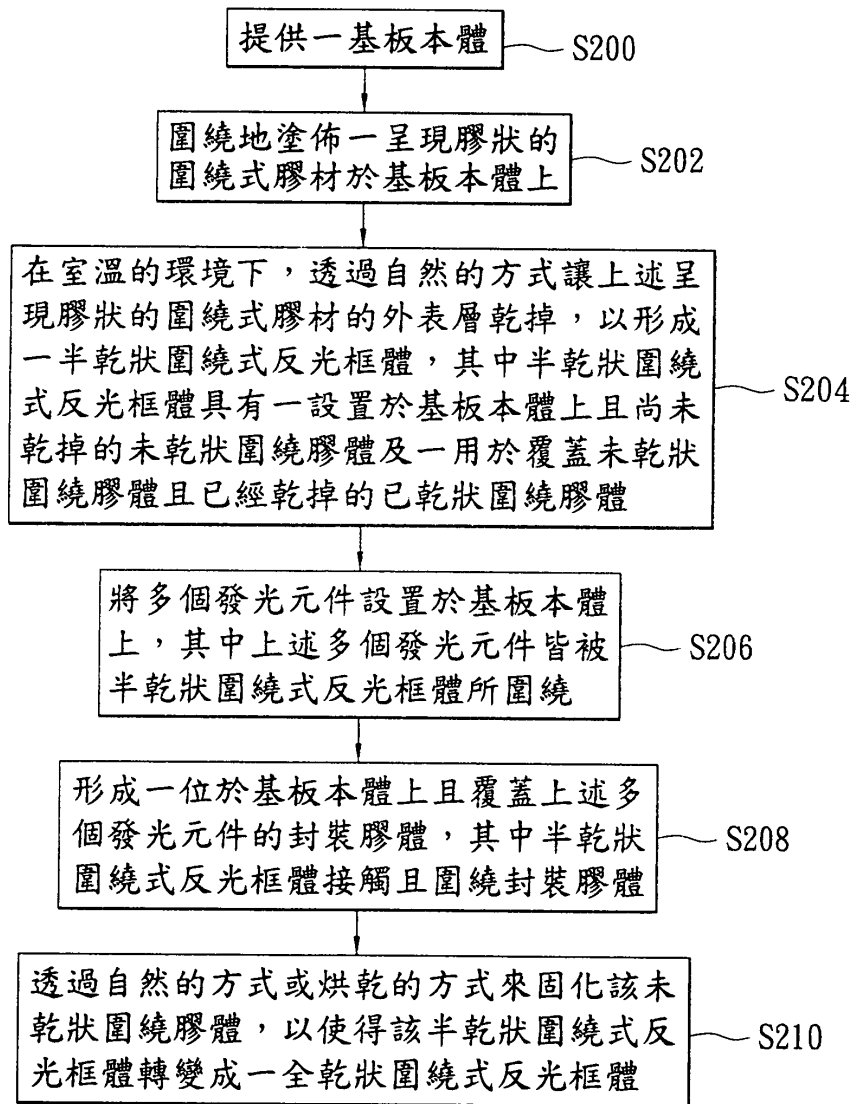 提供一基板本體
S200
圍繞地塗佈一呈現膠狀的
圍繞式膠材於基板本體上
S202
在室溫的環境下，透過自然的方式讓上述呈
現膠狀的圍繞式膠材的外表層乾掉，以形成
一半乾狀圍繞式反光框體，其中半乾狀圍繞
式反光框體具有一設置於基板本體上且尚未
乾掉的未乾狀圍繞膠體及一用於覆蓋未乾狀
圍繞膠體且已經乾掉的已乾狀圍繞膠體
S204
將多個發光元件設置於基板本體
上，其中上述多個發光元件皆被
半乾狀圍繞式反光框體所圍繞
S206
形成一位於基板本體上且覆蓋上述多
個發光元件的封裝膠體，其中半乾狀
圍繞式反光框體接觸且圍繞封裝膠體
S208
透過自然的方式或烘乾的方式來固化該未
乾狀圍繞膠體，以使得該半乾狀圍繞式反
光框體轉變成一全乾狀圍繞式反光框體
S210